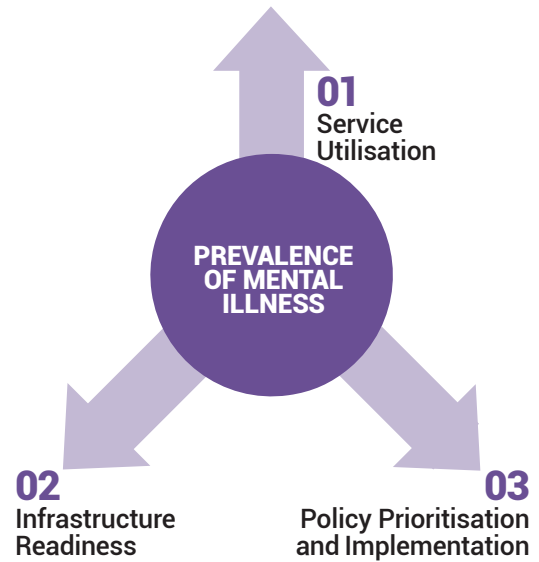 01
Service
Utilisation
PREVALENCE
OF MENTAL
ILLNESS
02
Infrastructure
Readiness
03
Policy Prioritisation
and Implementation